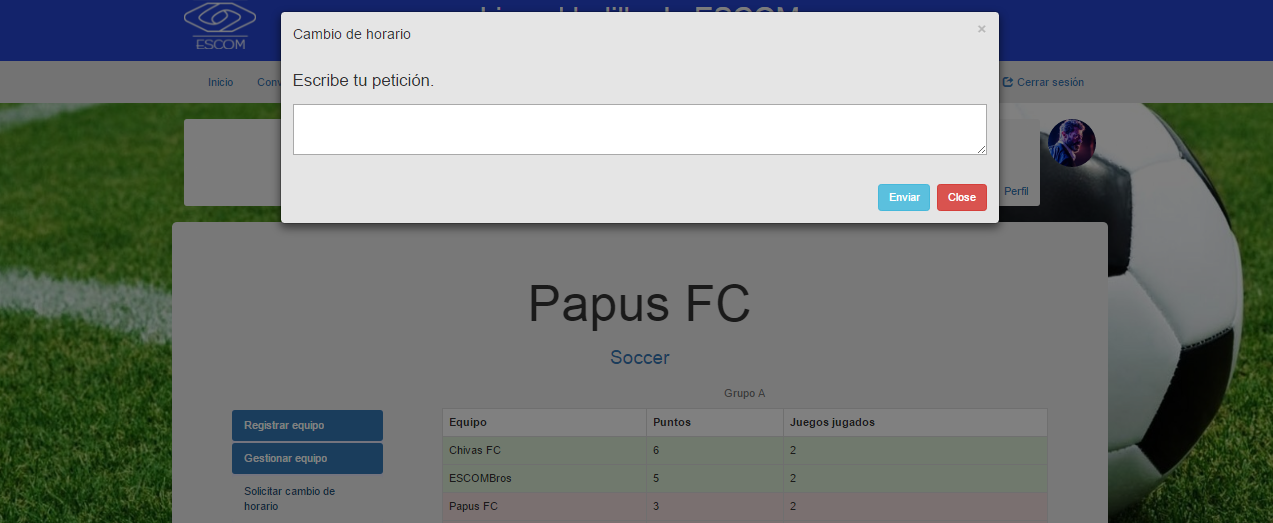 ESCOM
Cambio de horario
×
Escribe tu petición.
Enviar
Close
Inicio
Cerrar sesión
Perfil
Papus FC
Soccer
Grupo A
Registrar equipo
Gestionar equipo
Solicitar cambio de
horario
Equipo Puntos Juegos jugados
Chivas FC 6 2
ESCOMBros 5 2
Papus FC 3 2